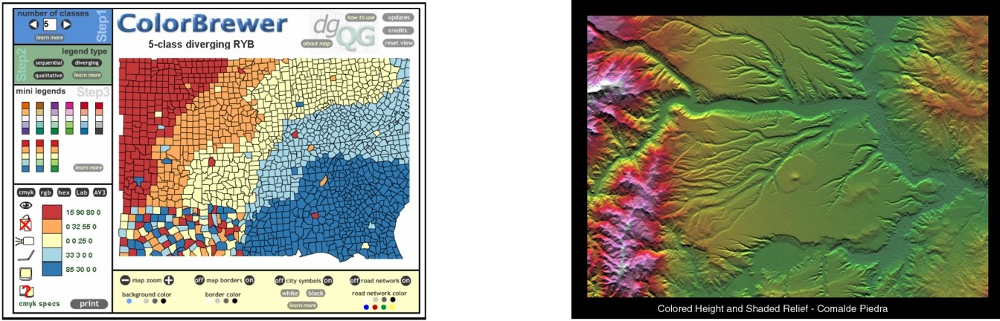 number of classes
5
learn more
Step1
ColorBrewer
5-class diverging RYB
dg
QG
how to use
about map
updates
credits
reset view
Step2
legend type
sequential
diverging
qualitative
learn more
mini legends
Step3
learn more
cmyk
rgb
hex
Lab
AV3
15 90 80 0
0 32 55 0
0 0 25 0
33 3 0 0
85 30 0 0
cmyk specs
print
map zoom
off map borders on
off city symbols on
off road network on
background color
border color
white
black
learn more
road network color
Colored Height and Shaded Relief - Comalde Piedra